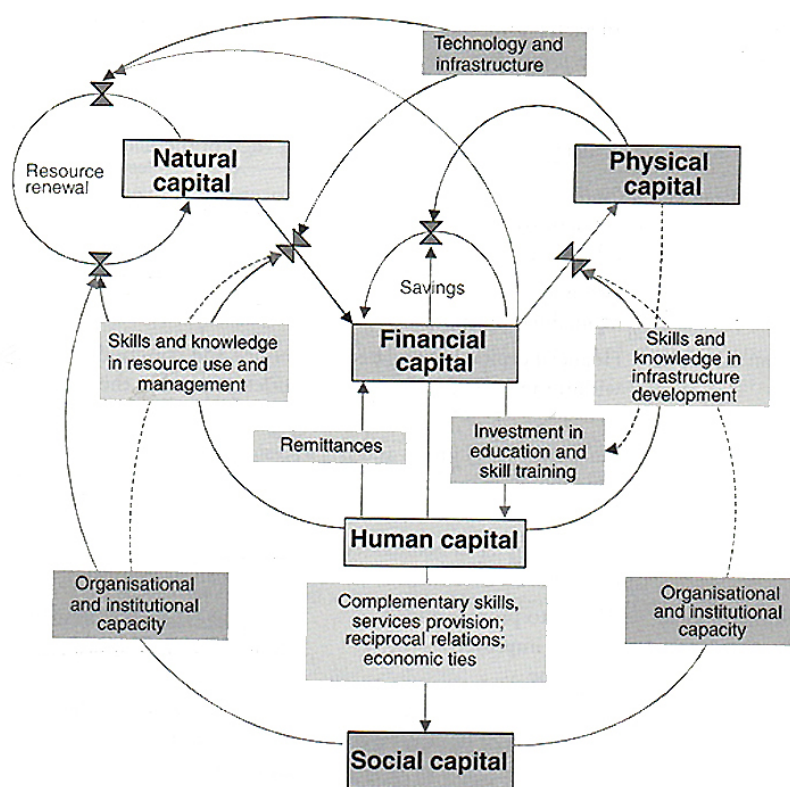 Technology and
infrastructure
Natural
capital
Physical
capital
Resource
renewal
Savings
Skills and knowledge
in resource use and
management
Financial
capital
Skills and
knowledge in
infrastructure
development
Remittances
Investment in
education and
skill training
Human capital
Organisational
and institutional
capacity
Complementary skills,
services provision;
reciprocal relations;
economic ties
Organisational
and institutional
capacity
Social capital